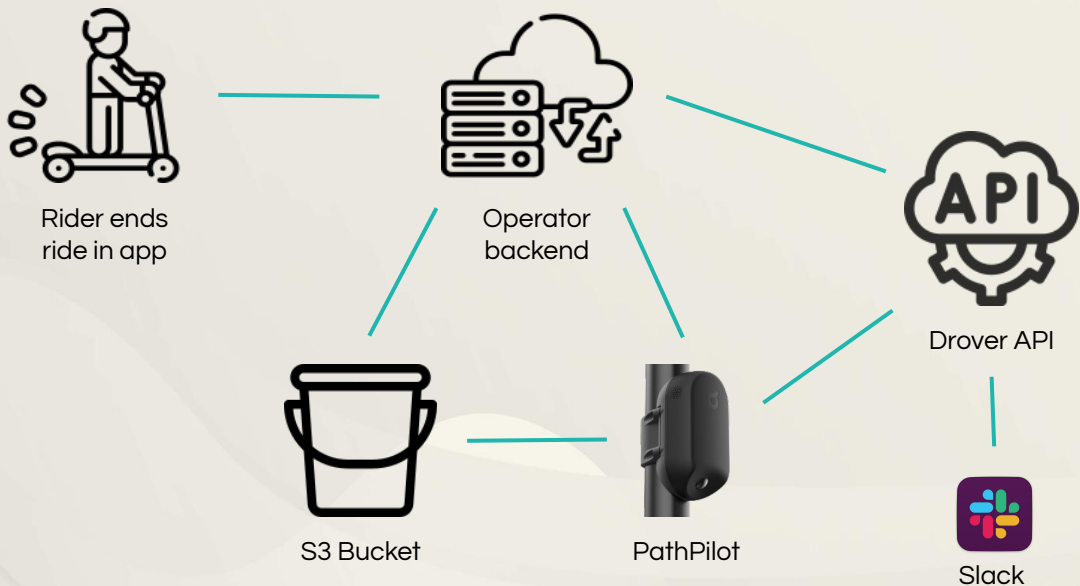 Rider ends
ride in app
Operator
backend
API
Drover API
S3 Bucket
PathPilot
Slack